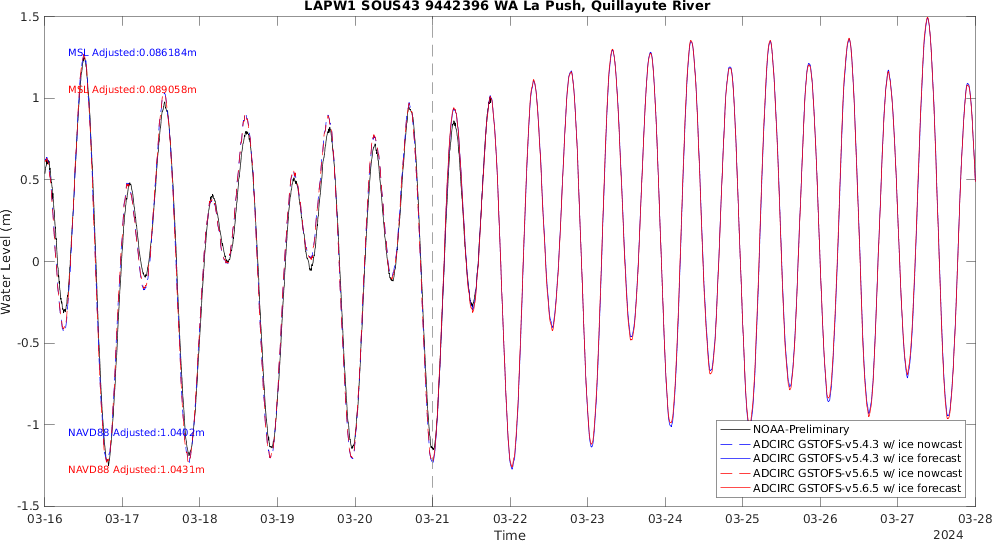 LAPW1 SOUS43 9442396 WA La Push, Quillayute River
1.5
1
0.5
0
-0.5
-1
-1.5
Water Level (m)
MSL Adjusted:0.086184m
MSL Adjusted:0.089058m
NAVD88 Adjusted:1.0402m
NAVD88 Adjusted:1.0431m
NOAA-Preliminary
ADCIRC GSTOFS-v5.4.3 w/ ice nowcast
ADCIRC GSTOFS-v5.4.3 w/ ice forecast
ADCIRC GSTOFS-v5.6.5 w/ ice nowcast
ADCIRC GSTOFS-v5.6.5 w/ ice forecast
03-16 03-17 03-18 03-19 03-20 03-21 03-22 03-23 03-24 03-25 03-26 03-27 03-28
Time
2024